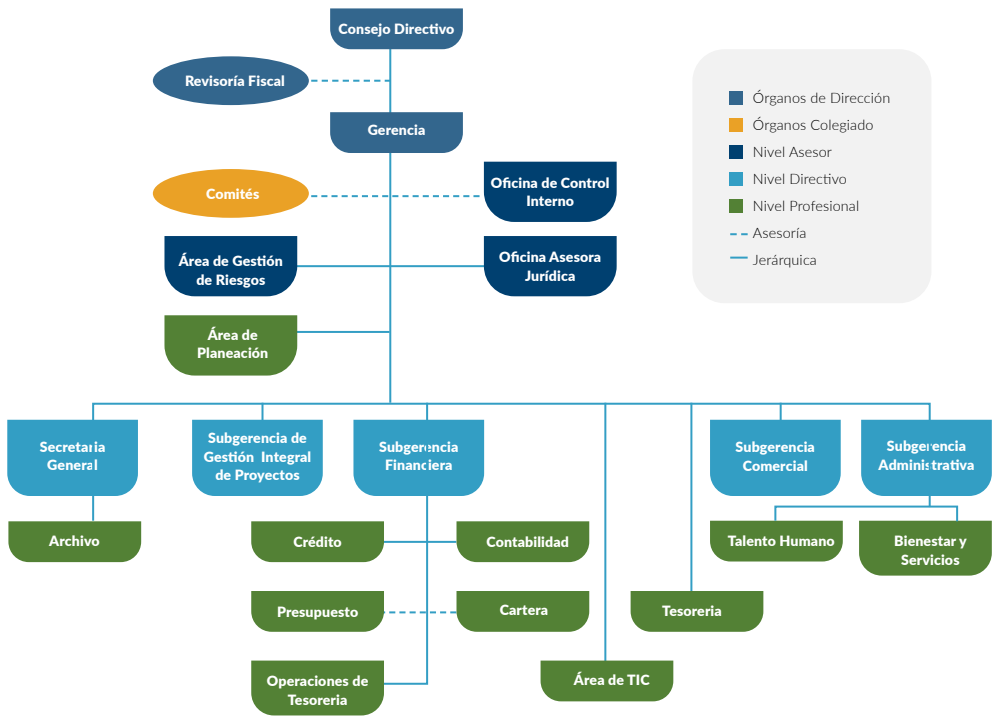 Consejo Directivo
Revisoría Fiscal
Gerencia
Comités
Oficina de Control
Interno
Área de Gestión
de Riesgos
Oficina Asesora
Jurídica
Área de
Planeación
Órganos de Dirección
Órganos Colegiado
Nivel Asesor
Nivel Directivo
Nivel Profesional
Asesoría
Jerárquica
Secretaria
General
Subgerencia de
Gestión Integral
de Proyectos
Subgerencia
Financiera
Subgerencia
Comercial
Subgerencia
Administrativa
Archivo
Crédito
Contabilidad
Talento Humano
Bienestar y
Servicios
Presupuesto
Cartera
Tesoreria
Operaciones de
Tesoreria
Área de TIC